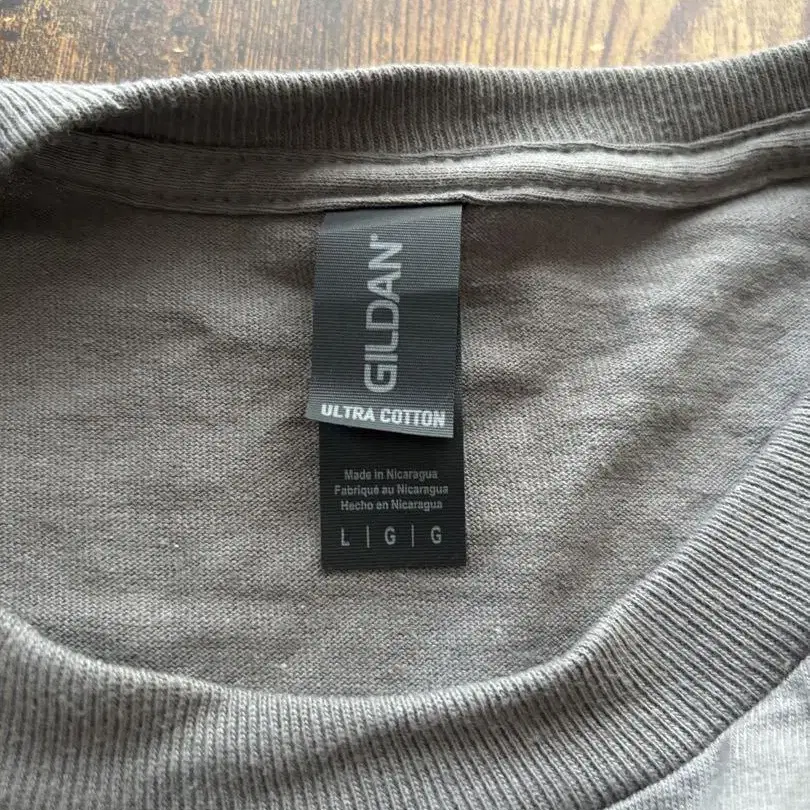 GILDAN®
ULTRA COTTON
Made in Nicaragua
Fabriqué au Nicaragua
Hecho en Nicaragua
L | G | G